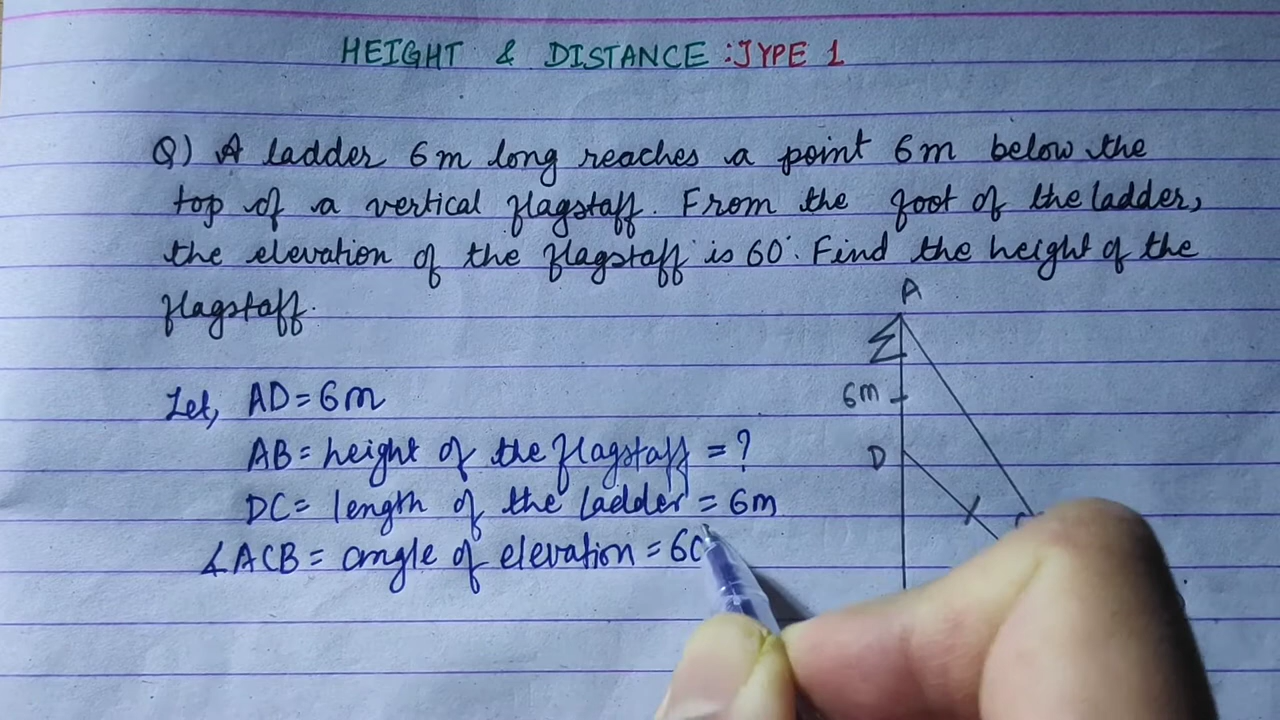 HEIGHT & DISTANCE : TYPE 1
Q) A ladder 6m long reaches a point 6m below the
top of a vertical flagstaff. From the foot of the ladder,
the elevation of the flagstaff is 60°. Find the height of the
flagstaff.
A
Let, AD = 6m
6m
AB = height of the flagstaff = ?
D
DC = length of the ladder = 6m
∡ACB = angle of elevation = 60